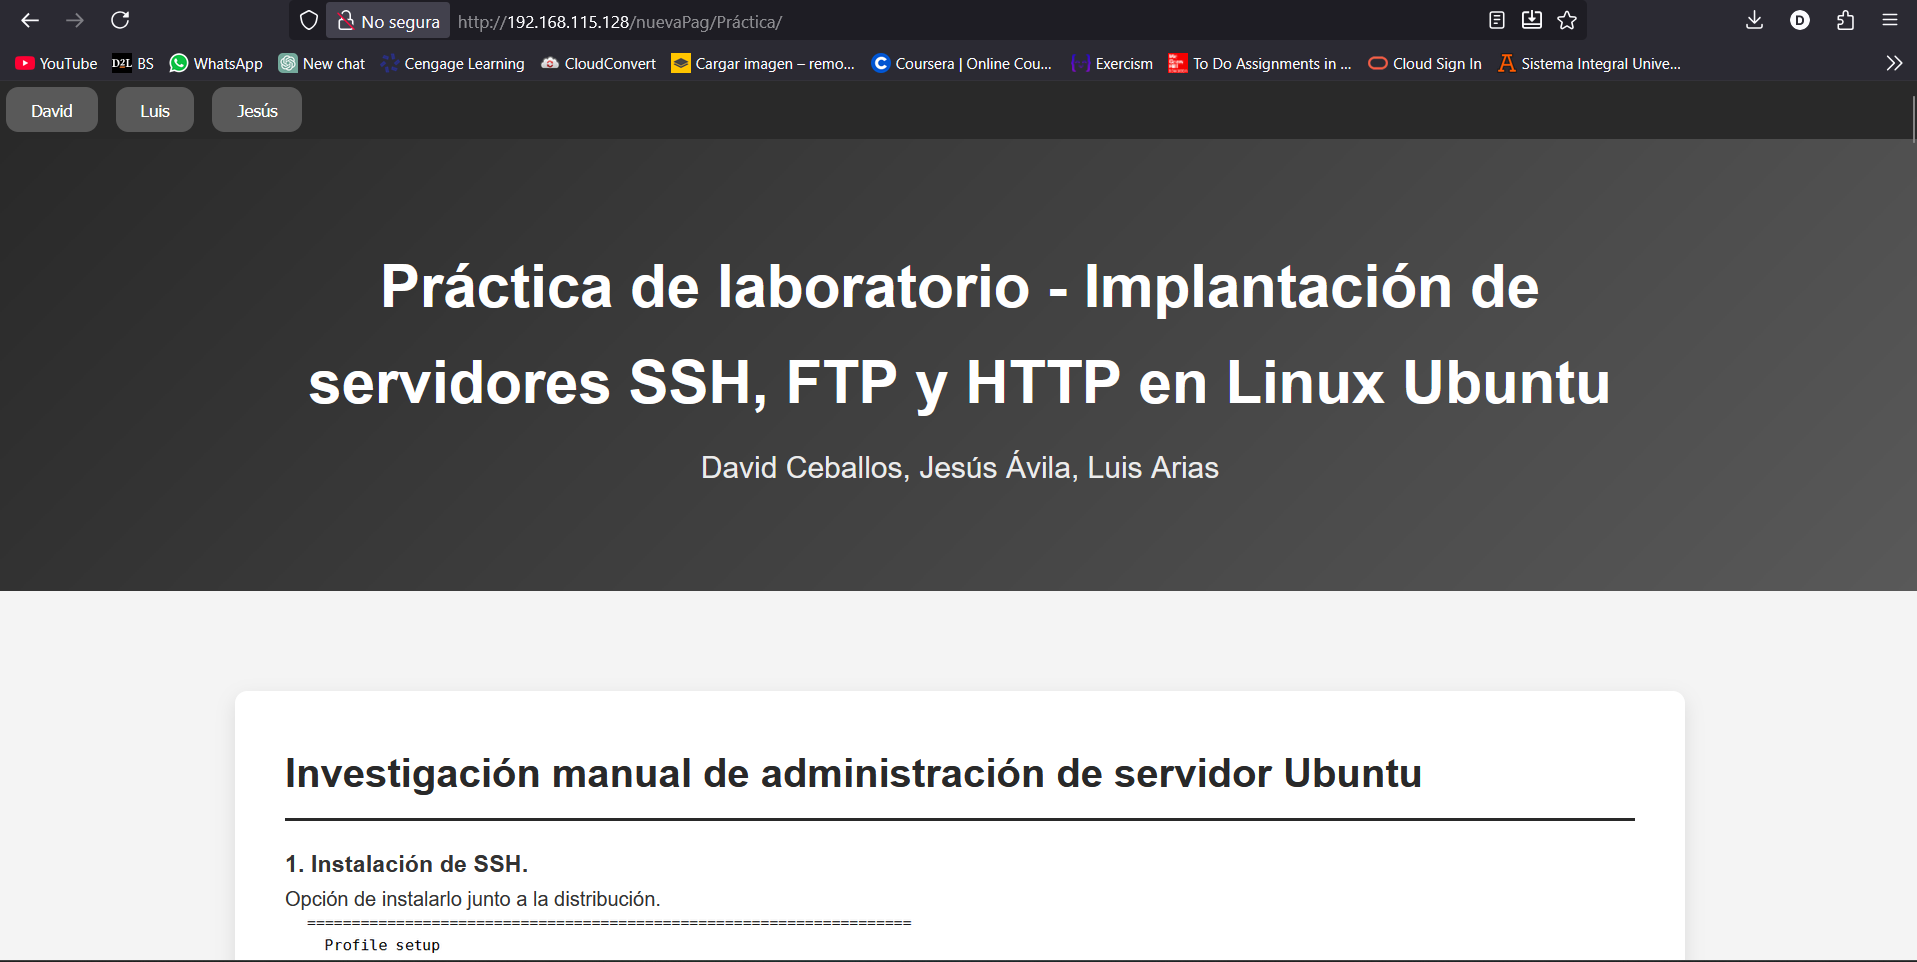 No segura http://192.168.115.128/nuevaPag/Práctica/
D
YouTube D2L BS WhatsApp New chat Cengage Learning CloudConvert Cargar imagen – remo... Coursera | Online Cou... Exercism To Do Assignments in ... Cloud Sign In Sistema Integral Unive...
David Luis Jesús
Práctica de laboratorio - Implantación de
servidores SSH, FTP y HTTP en Linux Ubuntu
David Ceballos, Jesús Ávila, Luis Arias
Investigación manual de administración de servidor Ubuntu
1. Instalación de SSH.
Opción de instalarlo junto a la distribución.
====================================================================
Profile setup